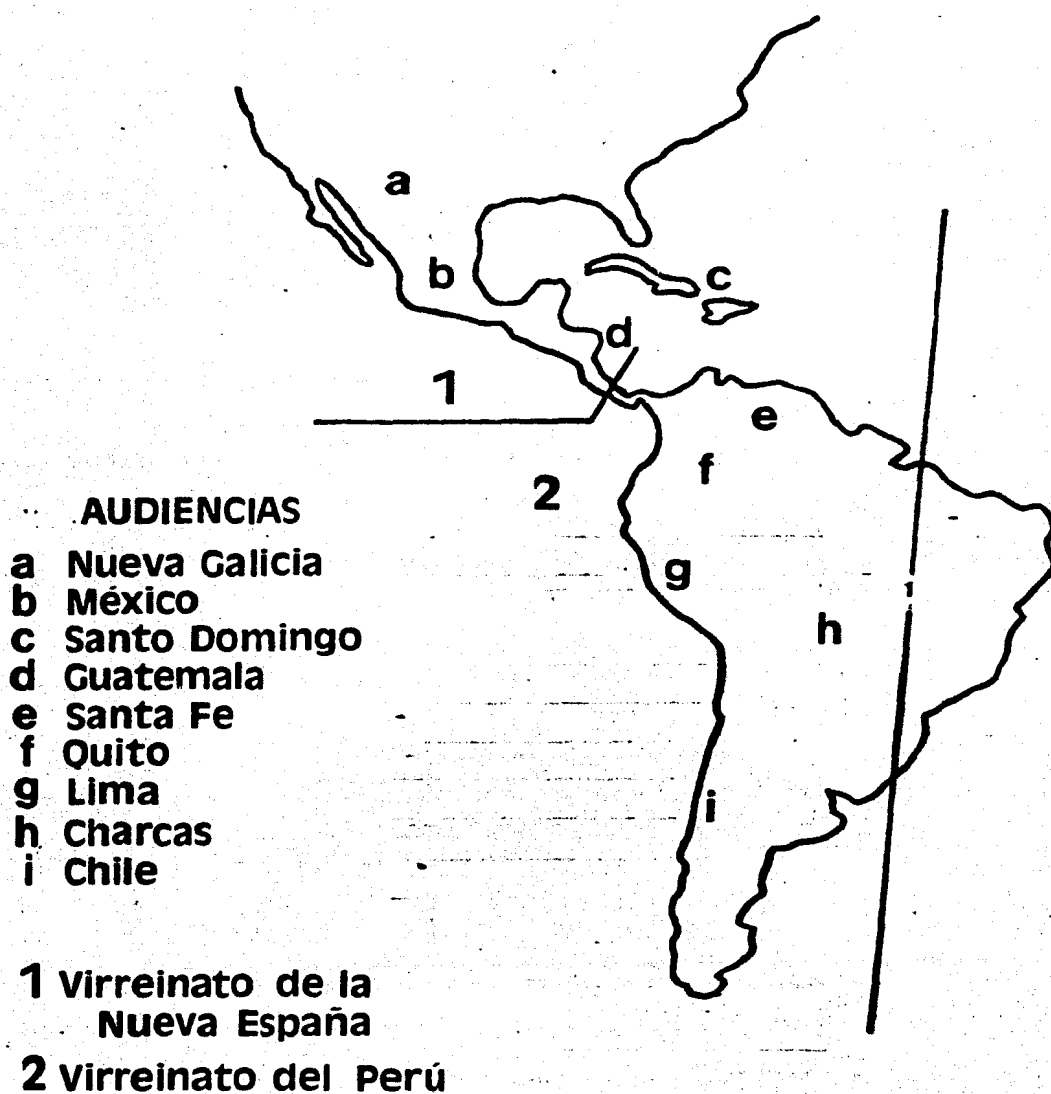 a
b
c
d
1
e
f
2
g
1
h
i
AUDIENCIAS
a Nueva Galicia
b México
c Santo Domingo
d Guatemala
e Santa Fe
f Quito
g Lima
h Charcas
i Chile
1 Virreinato de la
Nueva España
2 Virreinato del Perú